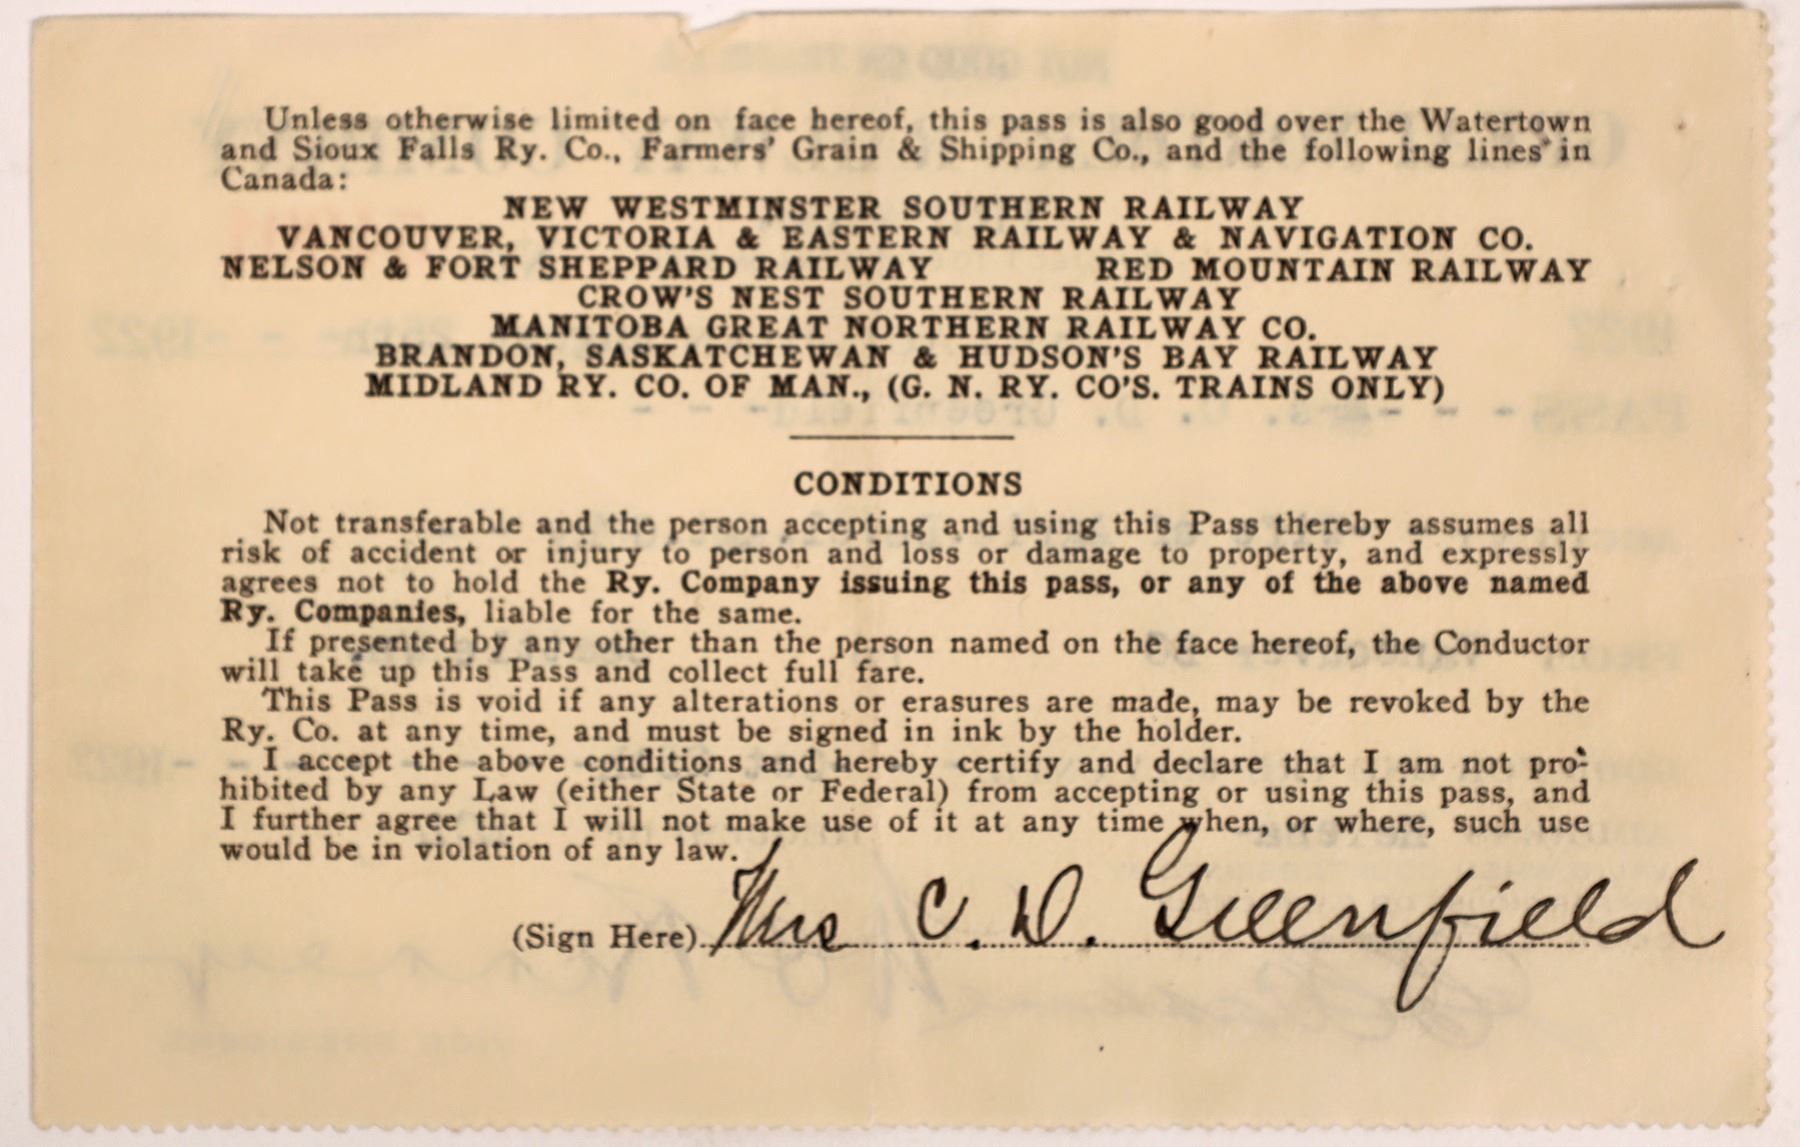 Unless otherwise limited on face hereof, this pass is also good over the Watertown
and Sioux Falls Ry. Co., Farmers' Grain & Shipping Co., and the following lines in
Canada:
NEW WESTMINSTER SOUTHERN RAILWAY
VANCOUVER, VICTORIA & EASTERN RAILWAY & NAVIGATION CO.
NELSON & FORT SHEPPARD RAILWAY RED MOUNTAIN RAILWAY
CROW'S NEST SOUTHERN RAILWAY
MANITOBA GREAT NORTHERN RAILWAY CO.
BRANDON, SASKATCHEWAN & HUDSON'S BAY RAILWAY
MIDLAND RY. CO. OF MAN., (G. N. RY. CO'S. TRAINS ONLY)
CONDITIONS
Not transferable and the person accepting and using this Pass thereby assumes all
risk of accident or injury to person and loss or damage to property, and expressly
agrees not to hold the Ry. Company issuing this pass, or any of the above named
Ry. Companies, liable for the same.
If presented by any other than the person named on the face hereof, the Conductor
will take up this Pass and collect full fare.
This Pass is void if any alterations or erasures are made, may be revoked by the
Ry. Co. at any time, and must be signed in ink by the holder.
I accept the above conditions and hereby certify and declare that I am not pro-
hibited by any Law (either State or Federal) from accepting or using this pass, and
I further agree that I will not make use of it at any time when, or where, such use
would be in violation of any law.
(Sign Here) Mrs C. D. Greenfield